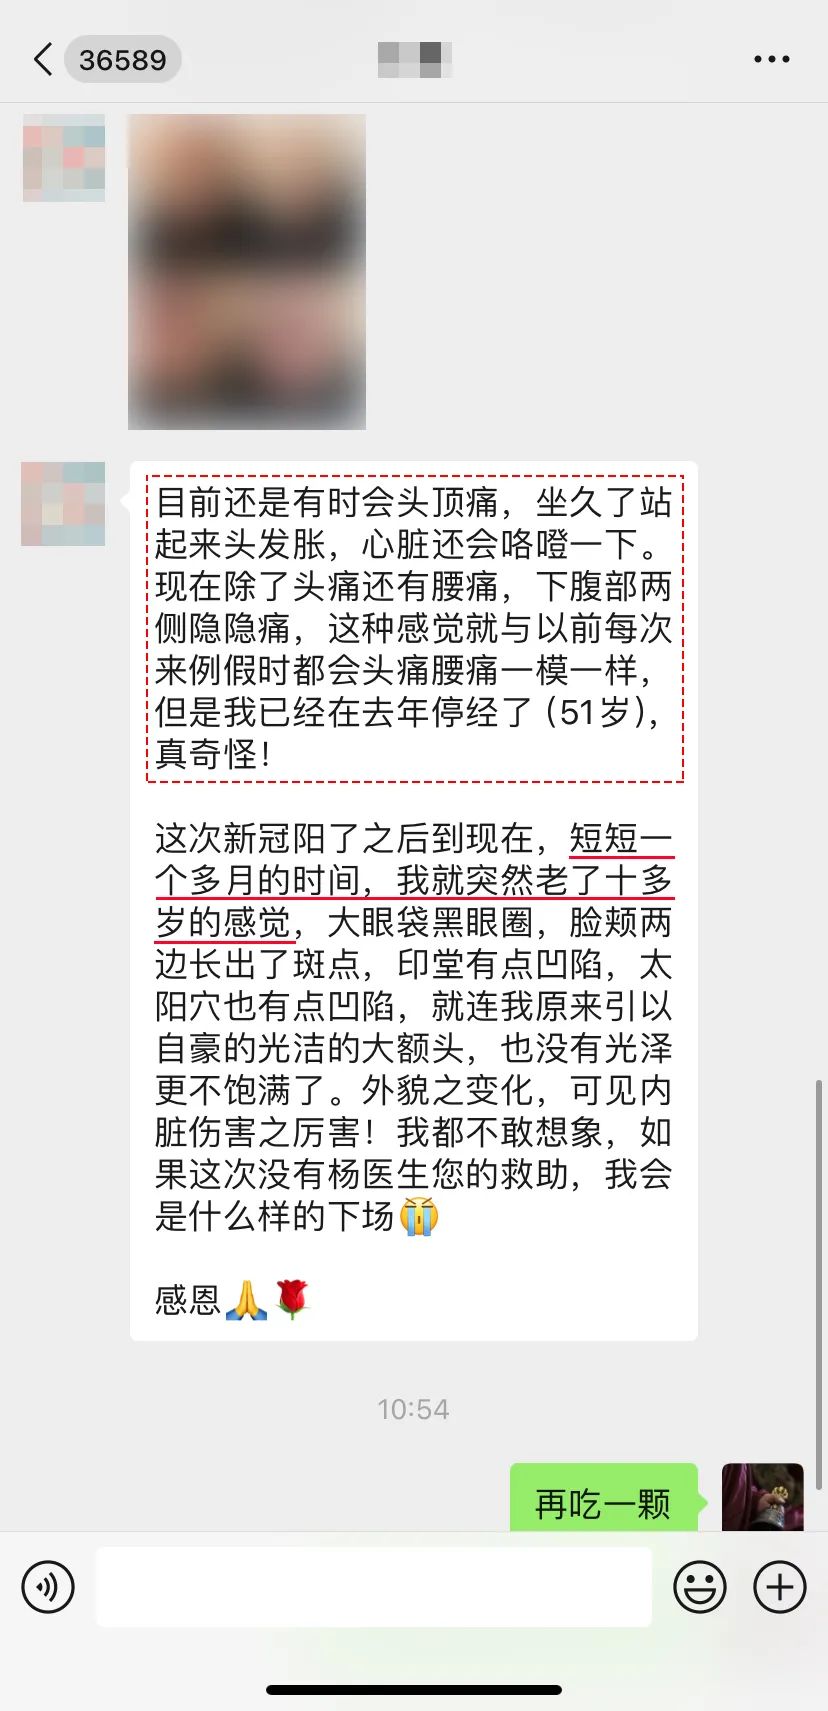 36589
目前还是有时会头顶痛，坐久了站
起来头发胀，心脏还会咯噔一下。
现在除了头痛还有腰痛，下腹部两
侧隐隐痛，这种感觉就与以前每次
来例假时都会头痛腰痛一模一样，
但是我已经在去年停经了（51岁），
真奇怪！
这次新冠阳了之后到现在，短短一
个多月的时间，我就突然老了十多
岁的感觉，大眼袋黑眼圈，脸颊两
边长出了斑点，印堂有点凹陷，太
阳穴也有点凹陷，就连我原来引以
自豪的光洁的大额头，也没有光泽
更不饱满了。外貌之变化，可见内
脏伤害之厉害！我都不敢想象，如
果这次没有杨医生您的救助，我会
是什么样的下场😭
感恩🙏🌹
10:54
再吃一颗